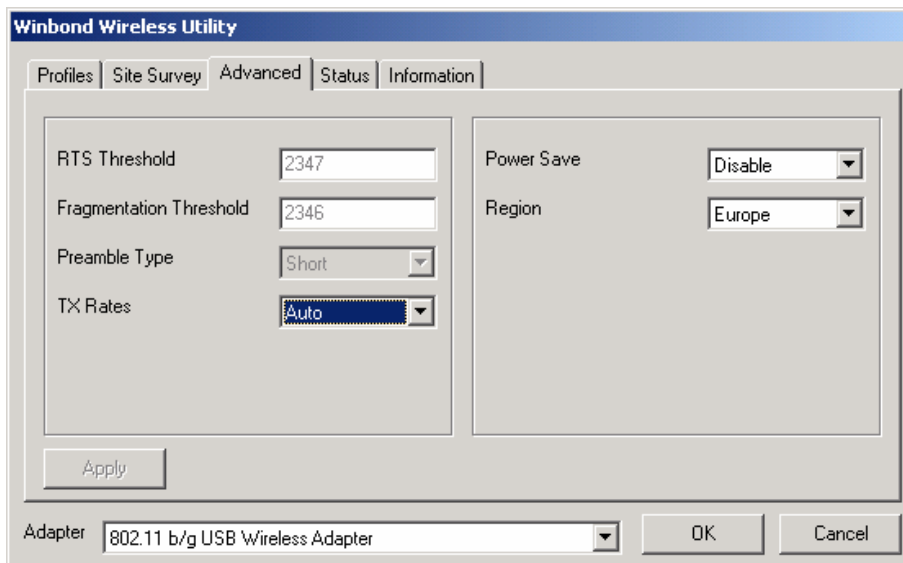 Winbond Wireless Utility
Profiles Site Survey Advanced Status Information
RTS Threshold 2347
Fragmentation Threshold 2346
Preamble Type Short
TX Rates Auto
Power Save Disable
Region Europe
Apply
Adapter 802.11 b/g USB Wireless Adapter OK Cancel